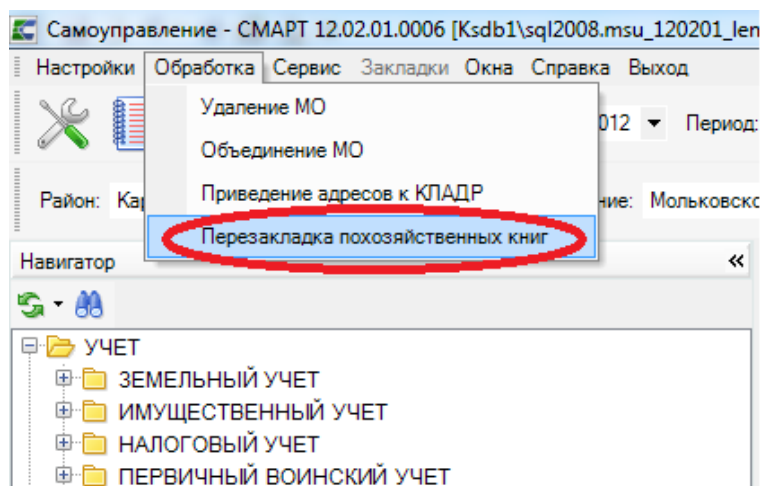 Самоуправление - СМАРТ 12.02.01.0006 [Ksdb1\sql2008.msu_120201_len
Настройки Обработка Сервис Закладки Окна Справка Выход
Удаление МО
012 Период:
Объединение МО
Район: Кар
Приведение адресов к КЛАДР
ние: Мольковско
Перезакладка похозяйственных книг
Навигатор
УЧЕТ
ЗЕМЕЛЬНЫЙ УЧЕТ
ИМУЩЕСТВЕННЫЙ УЧЕТ
НАЛОГОВЫЙ УЧЕТ
ПЕРВИЧНЫЙ ВОИНСКИЙ УЧЕТ